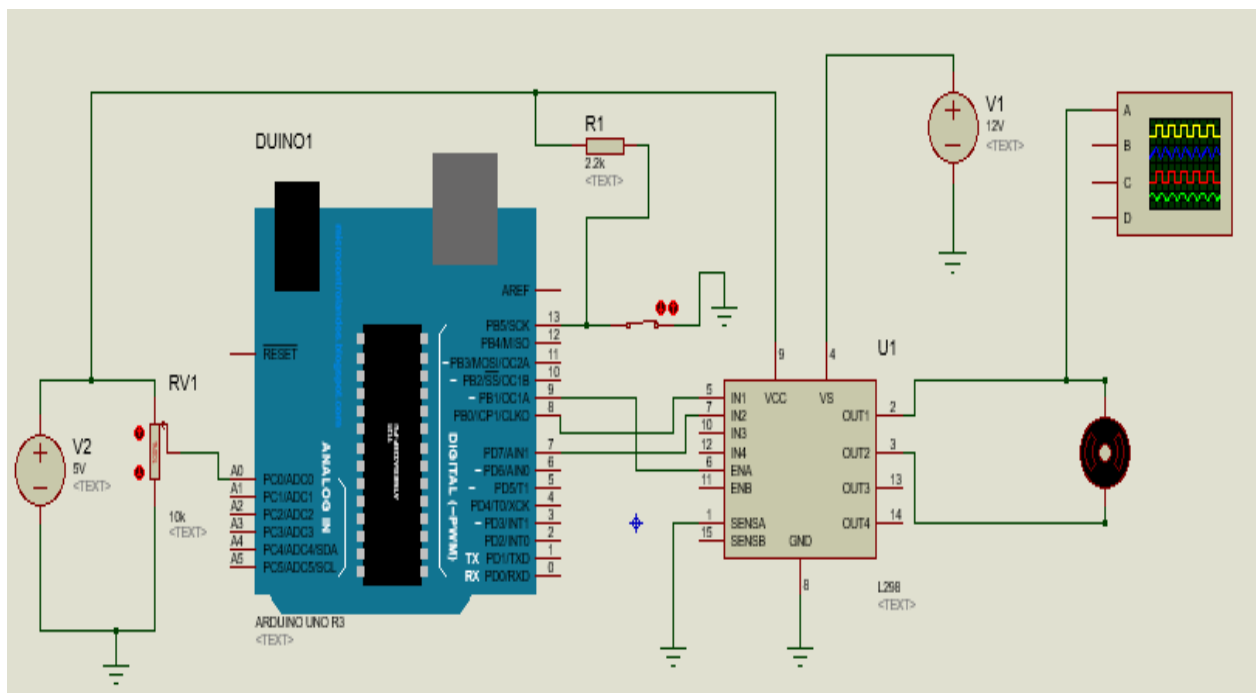 DUINO1
R1
2.2k
<TEXT>
V1
12V
<TEXT>
A
B
C
D
AREF
RESET
PB5/SCK 13
PB4/MISO 12
~PB3/MOSI/OC2A 11
~PB2/SS/OC1B 10
~PB1/OC1A 9
PB0/ICP1/CLKO 8
PD7/AIN1 7
~PD6/AIN0 6
~PD5/T1 5
PD4/T0/XCK 4
~PD3/INT1 3
PD2/INT0 2
TX PD1/TXD 1
RX PD0/RXD 0
DIGITAL (~PWM)
ANALOG IN
A0 PC0/ADC0
A1 PC1/ADC1
A2 PC2/ADC2
A3 PC3/ADC3
A4 PC4/ADC4/SDA
A5 PC5/ADC5/SCL
ARDUINO UNO R3
<TEXT>
RV1
10k
<TEXT>
V2
5V
<TEXT>
U1
9 4
VCC VS
5 IN1
7 IN2
10 IN3
12 IN4
6 ENA
11 ENB
1 SENSA
15 SENSB
GND
8
OUT1 2
OUT2 3
OUT3 13
OUT4 14
L298
<TEXT>